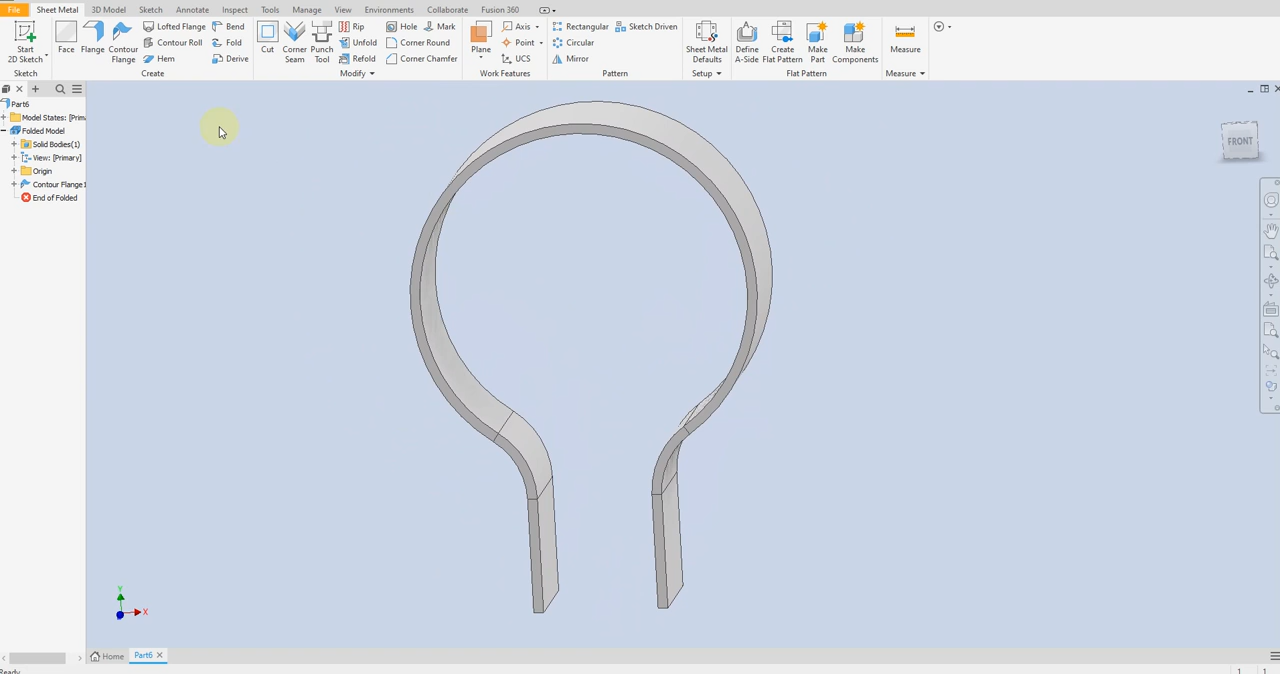 File Sheet Metal 3D Model Sketch Annotate Inspect Tools Manage View Environments Collaborate Fusion 360
Start 2D Sketch
Face
Flange
Contour Flange
Lofted Flange
Contour Roll
Hem
Bend
Fold
Derive
Cut
Corner Seam
Punch Tool
Rip
Unfold
Refold
Hole
Mark
Corner Round
Corner Chamfer
Plane
Axis
Point
UCS
Rectangular
Sketch Driven
Circular
Mirror
Sheet Metal Defaults
Define A-Side
Create Flat Pattern
Make Part
Make Components
Measure
Sketch Create Modify Work Features Pattern Setup Flat Pattern Measure
Part6
Model States: [Prim
Folded Model
Solid Bodies(1)
View: [Primary]
Origin
Contour Flange1
End of Folded
FRONT
Y
X
Home Part6
Ready
1 1